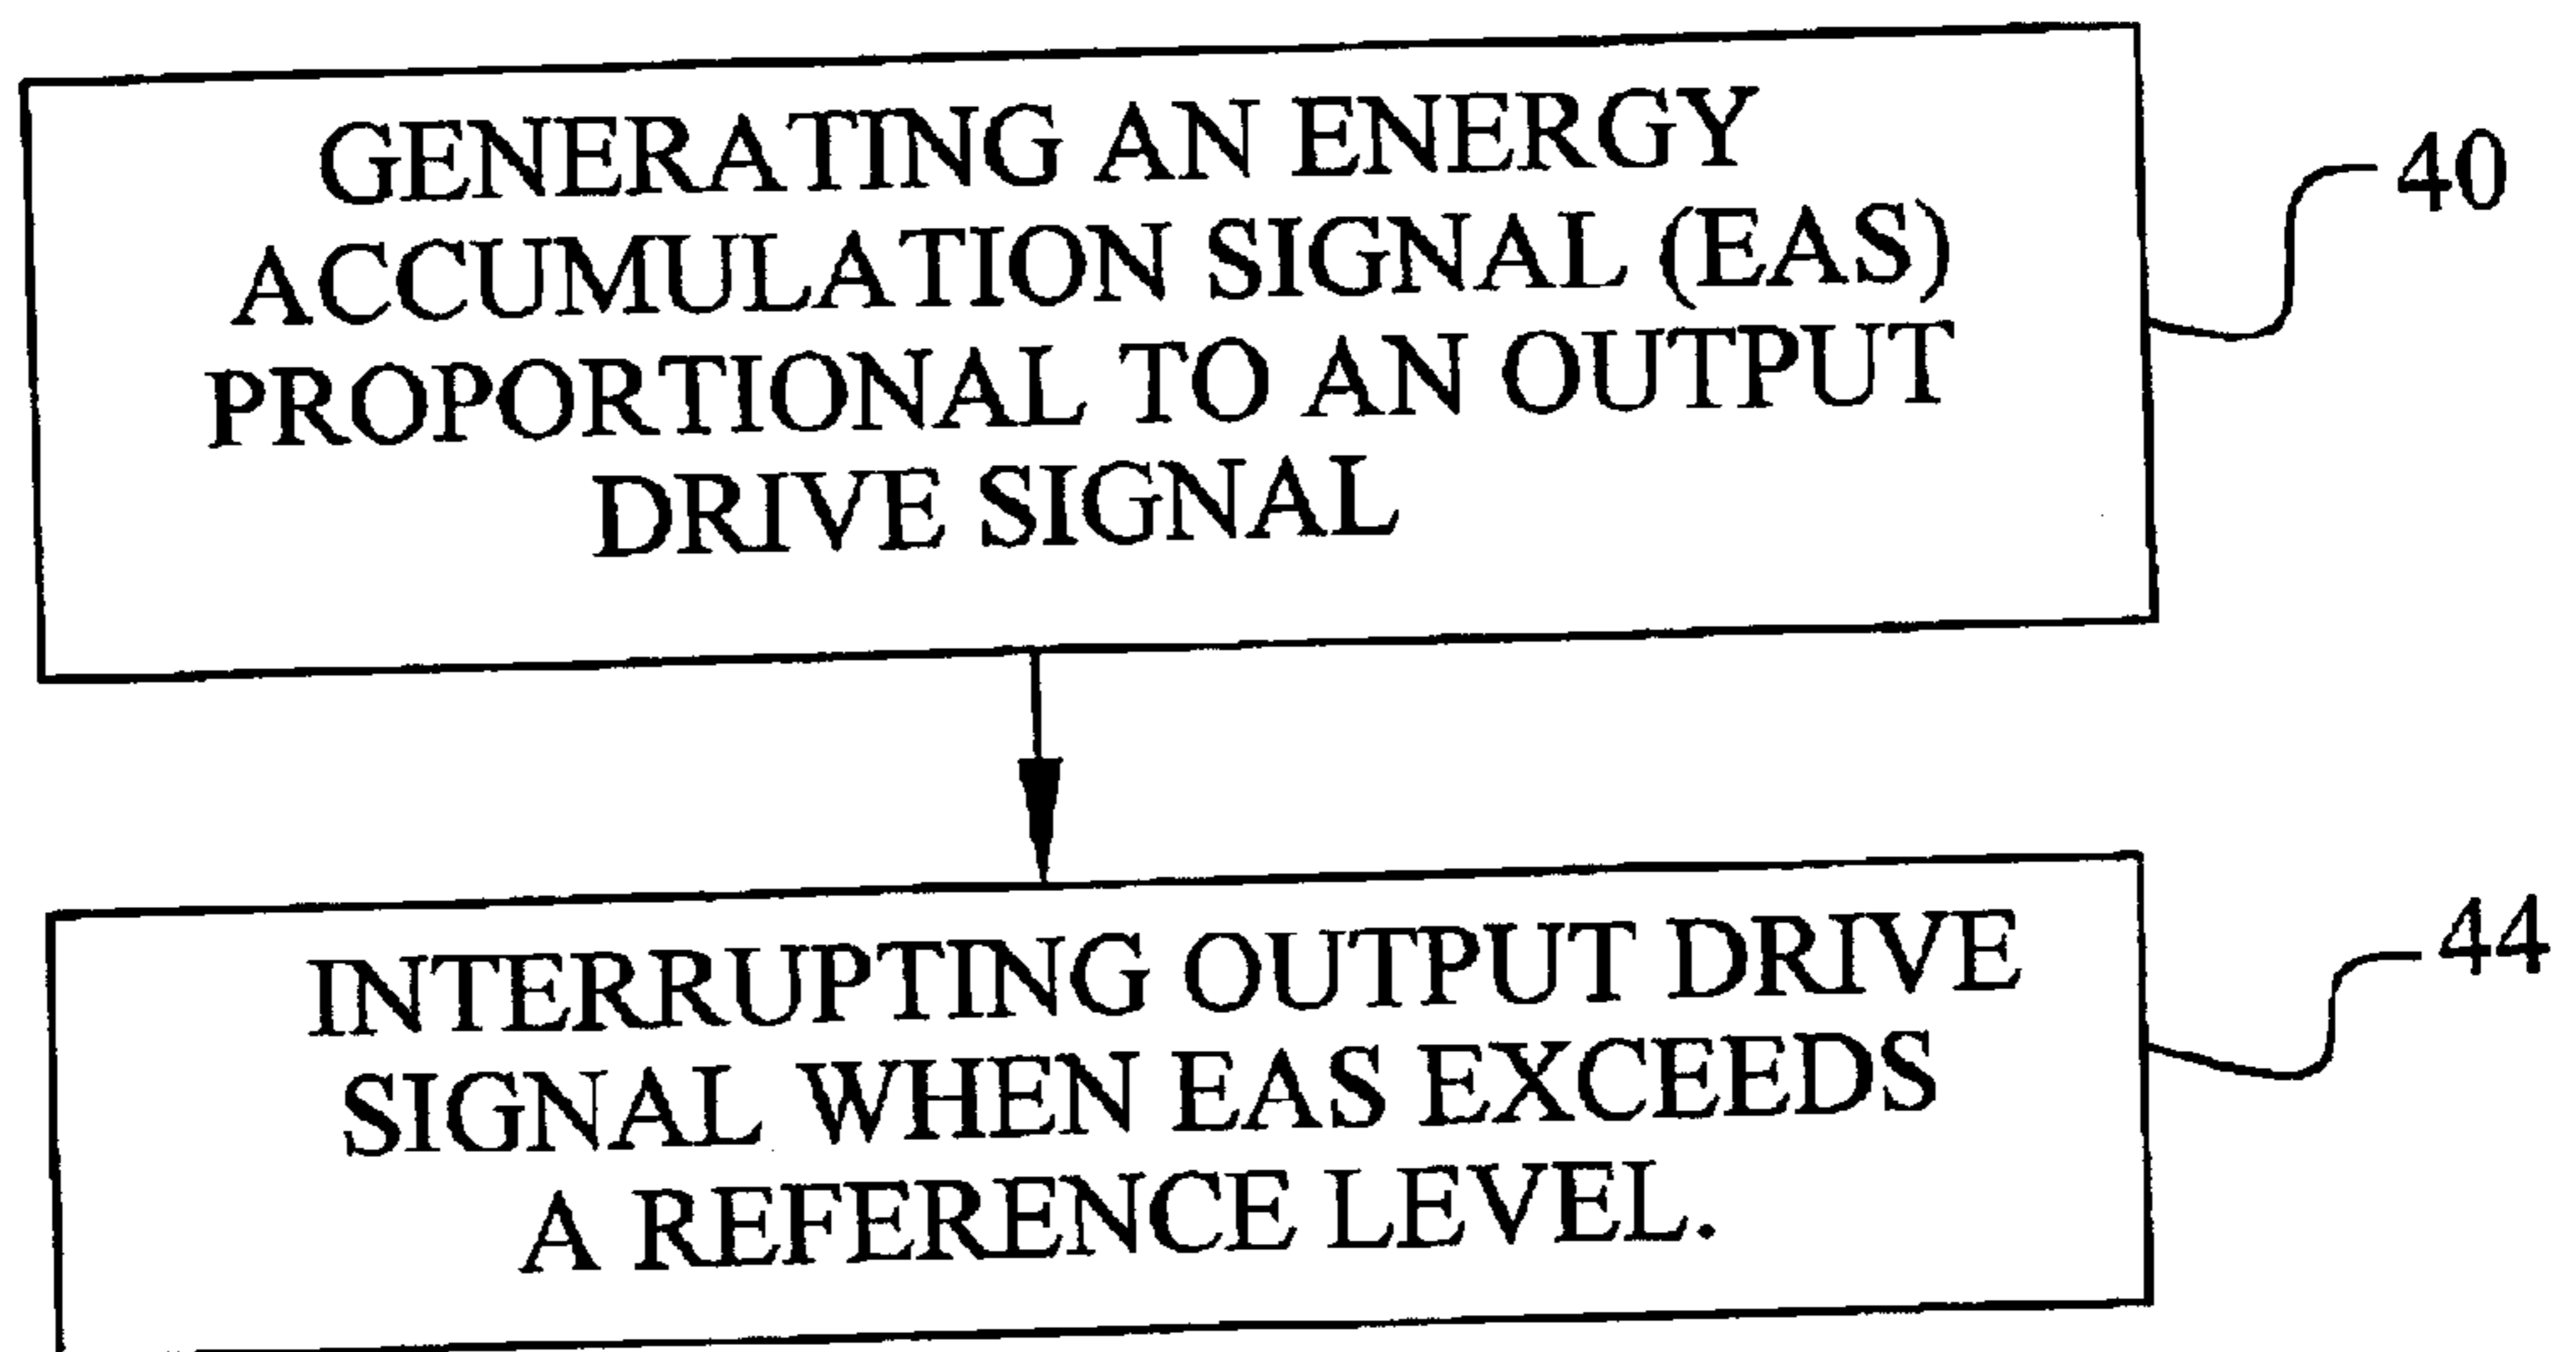 GENERATING AN ENERGY
ACCUMULATION SIGNAL (EAS)
PROPORTIONAL TO AN OUTPUT
DRIVE SIGNAL
40
INTERRUPTING OUTPUT DRIVE
SIGNAL WHEN EAS EXCEEDS
A REFERENCE LEVEL.
44